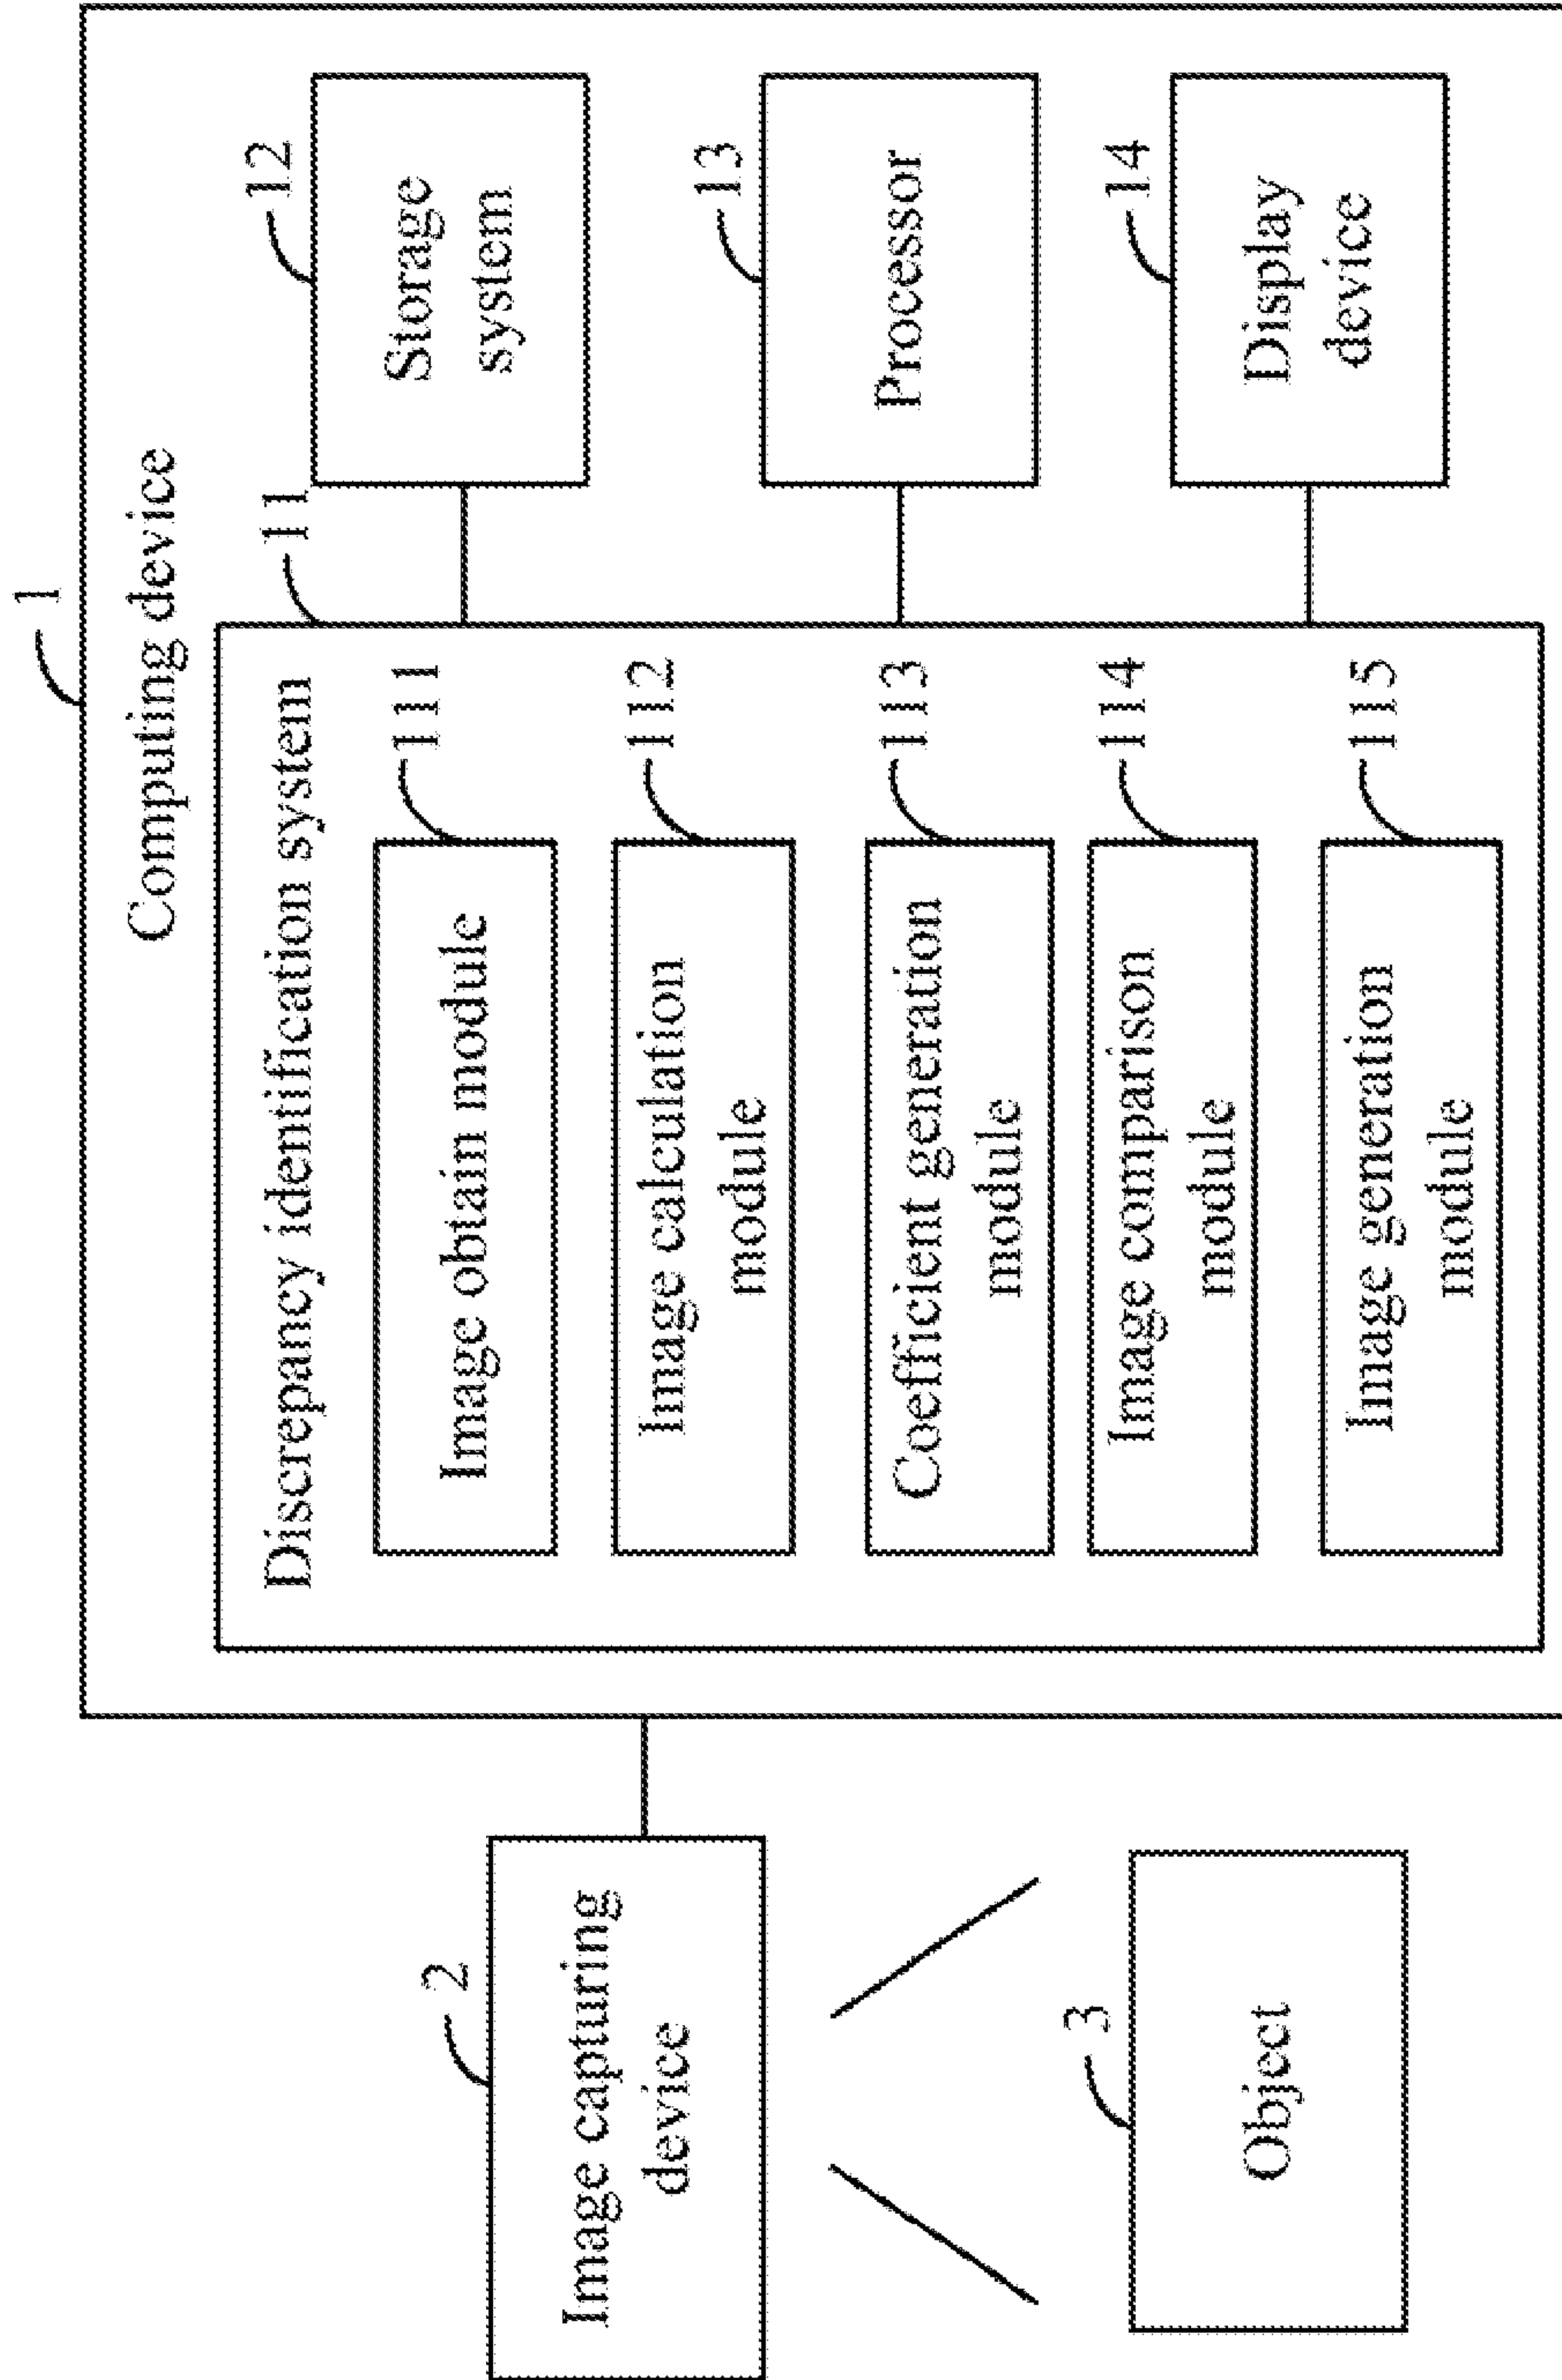 1
Computing device
11
Discrepancy identification system
111
Image obtain module
112
Image calculation
module
113
Coefficient generation
module
114
Image comparison
module
115
Image generation
module
12
Storage
system
13
Processor
14
Display
device
2
Image capturing
device
3
Object